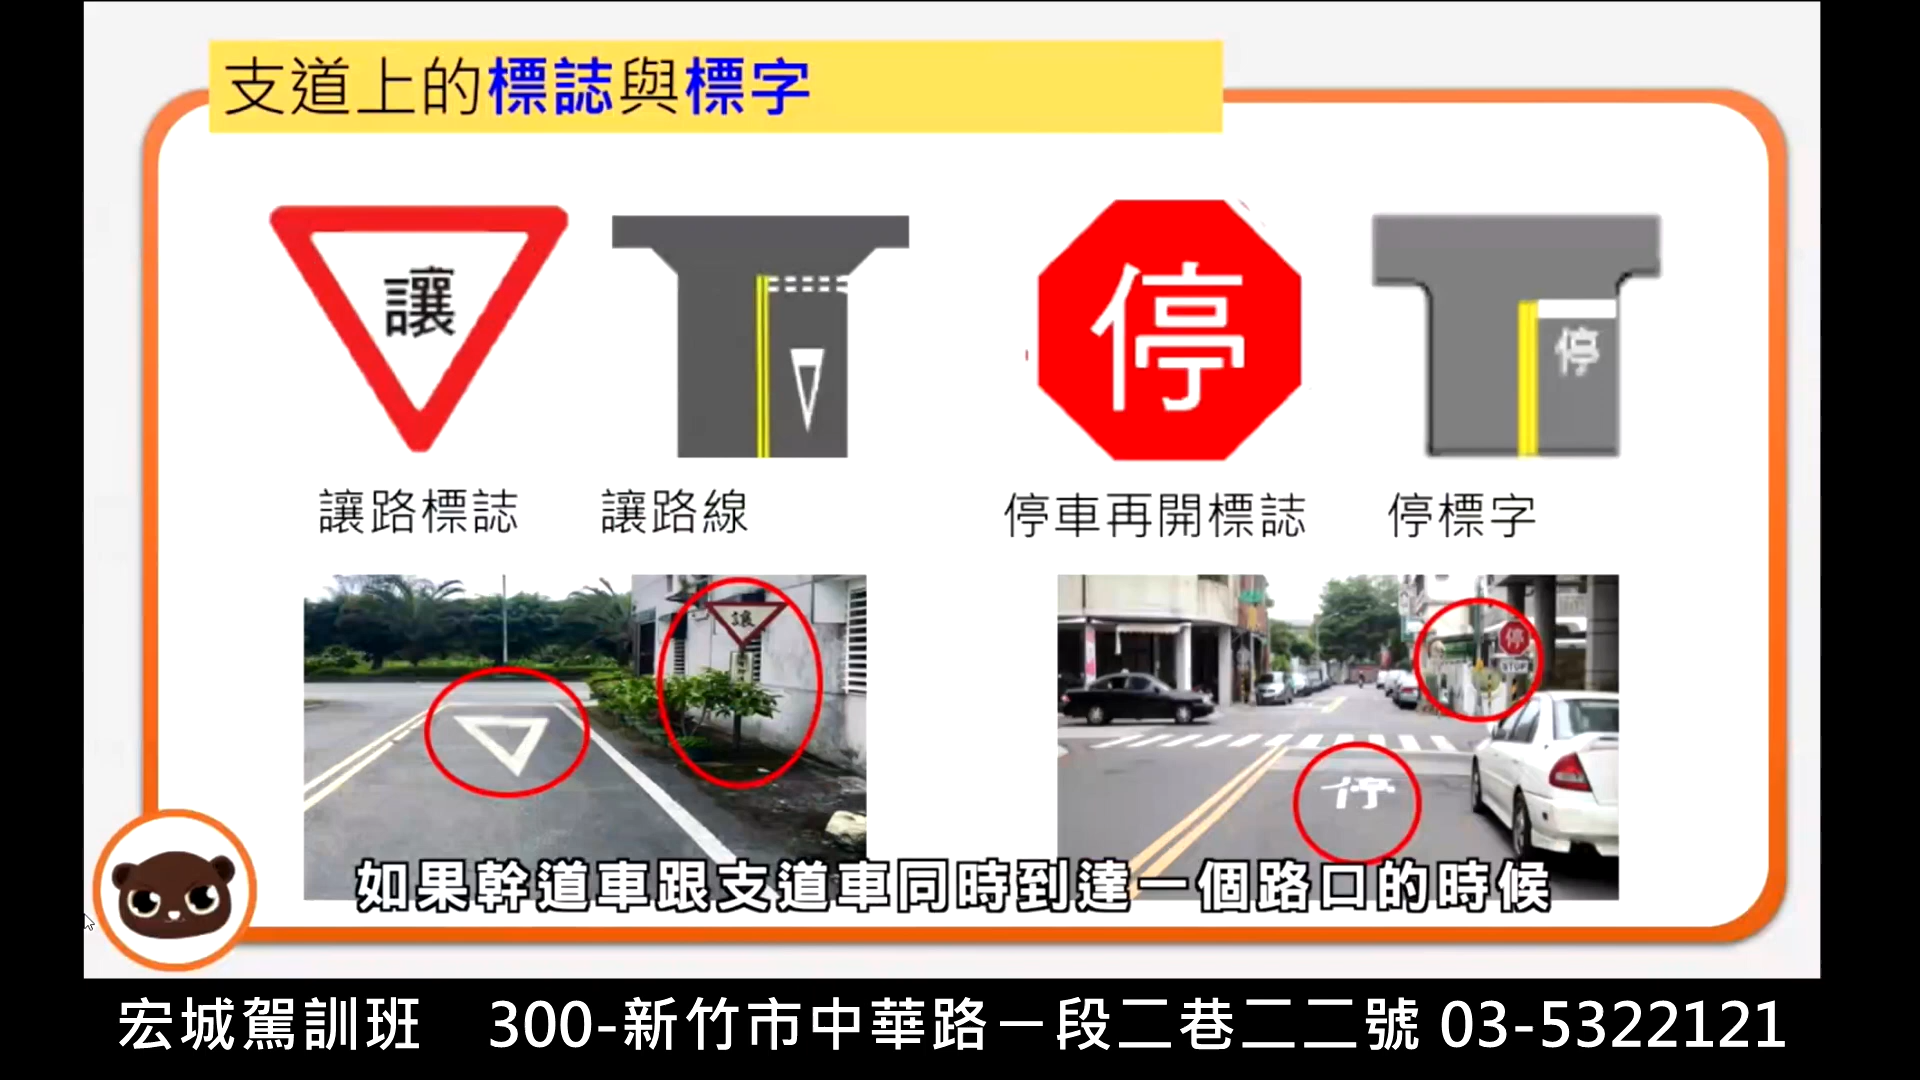 支道上的標誌與標字
讓
停
停
讓路標誌
讓路線
停車再開標誌
停標字
讓
停
STOP
停
如果幹道車跟支道車同時到達一個路口的時候
宏城駕訓班 300-新竹市中華路一段二巷二二號 03-5322121